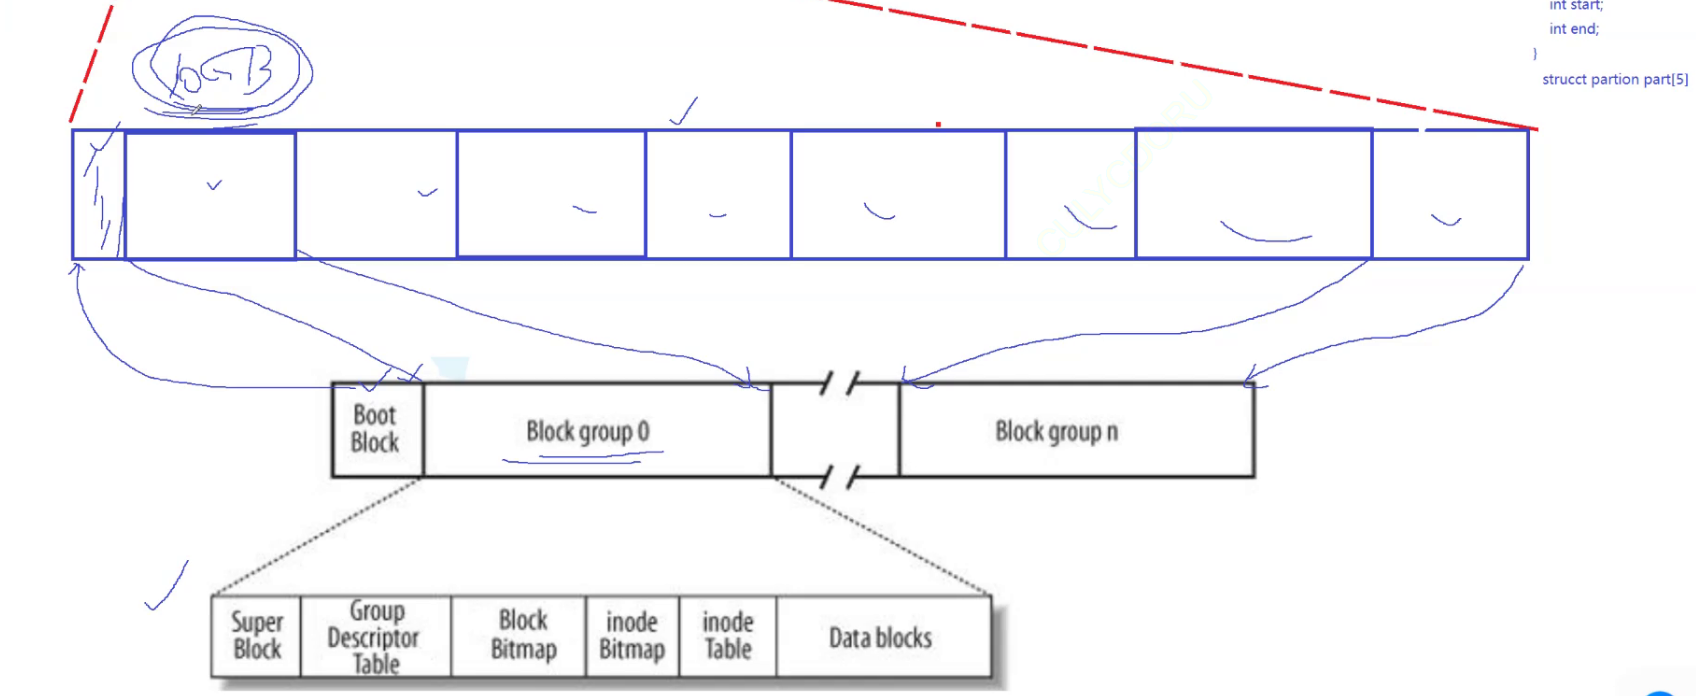 int start;
int end;
}
strucct partion part[5]
10GB
Boot
Block
Block group 0
Block group n
Super
Block
Group
Descriptor
Table
Block
Bitmap
inode
Bitmap
inode
Table
Data blocks